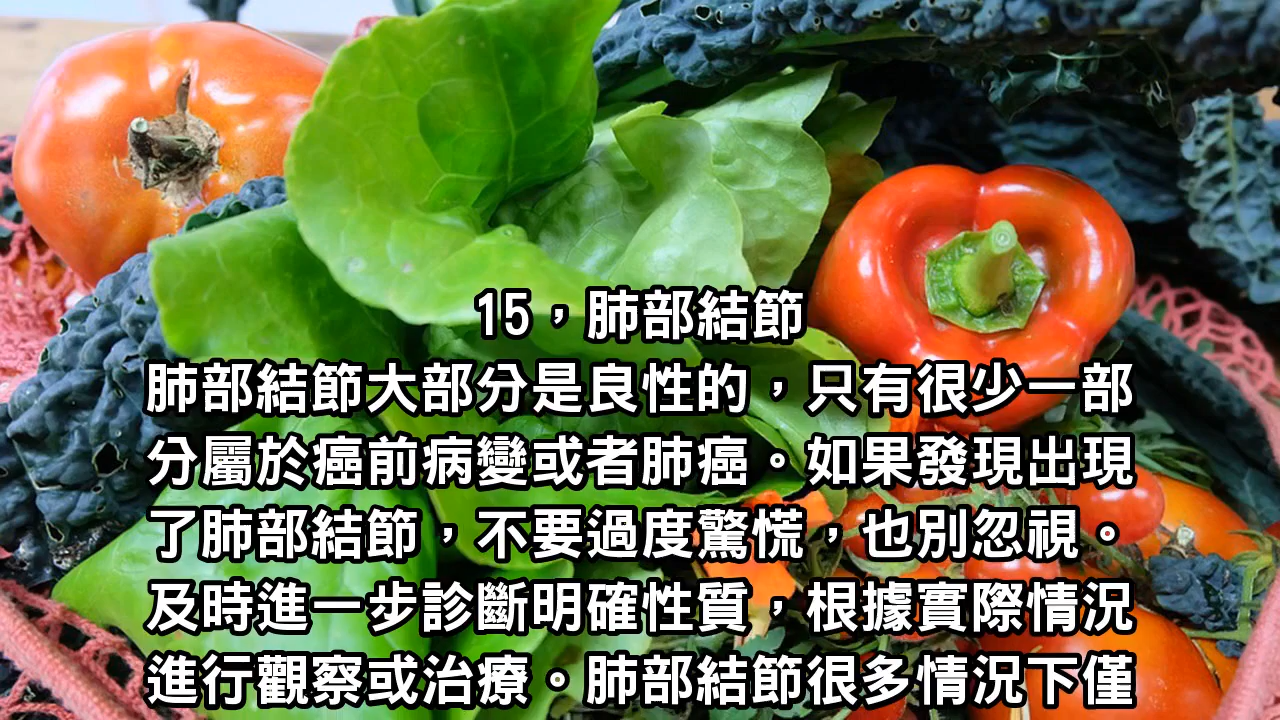 15，肺部結節
肺部結節大部分是良性的，只有很少一部
分屬於癌前病變或者肺癌。如果發現出現
了肺部結節，不要過度驚慌，也別忽視。
及時進一步診斷明確性質，根據實際情況
進行觀察或治療。肺部結節很多情況下僅